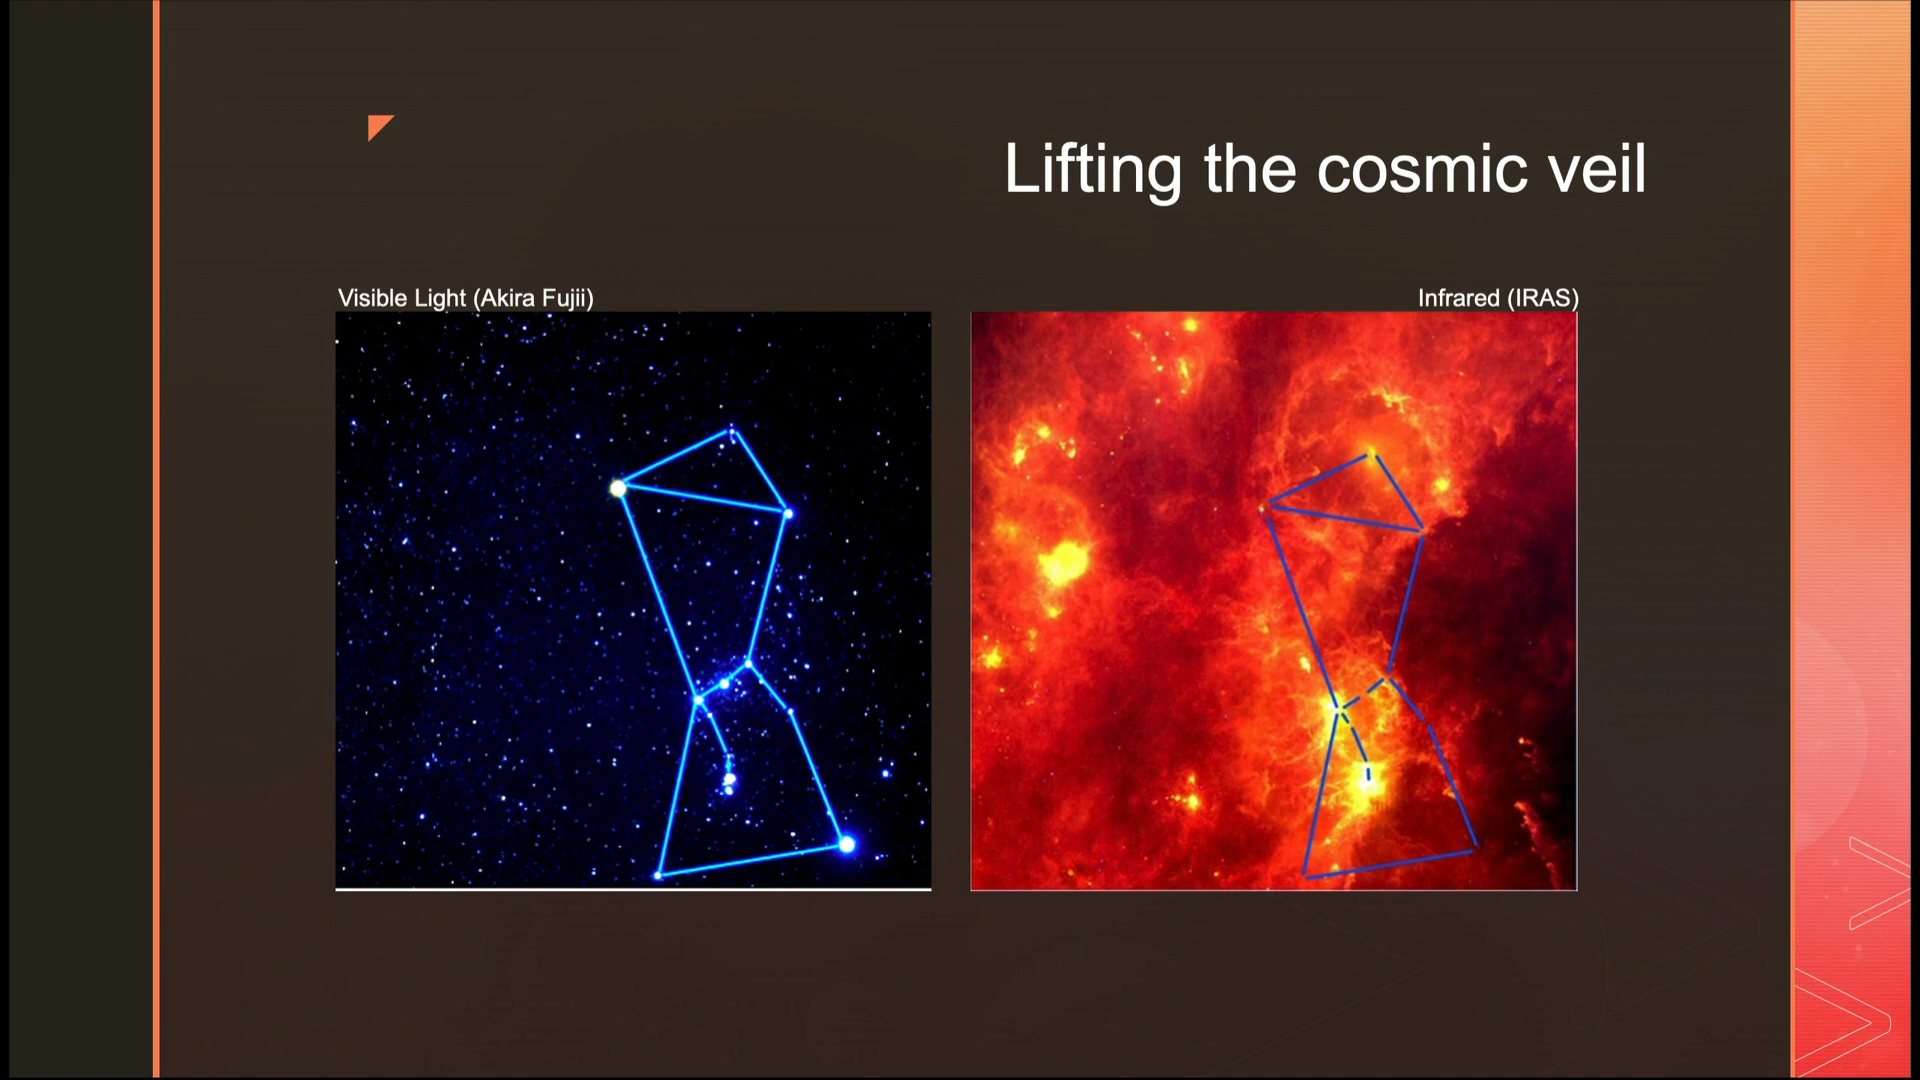 Lifting the cosmic veil
Visible Light (Akira Fujii)
Infrared (IRAS)